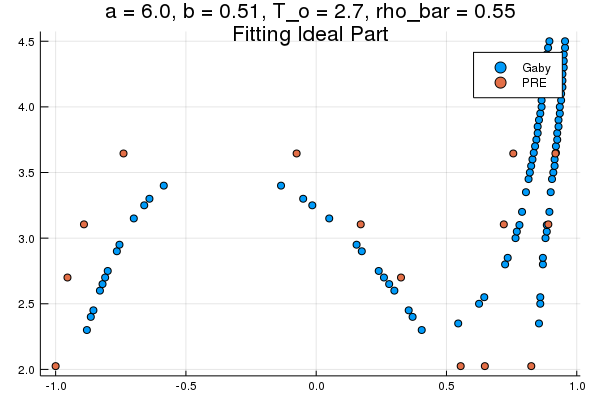 a = 6.0, b = 0.51, T_o = 2.7, rho_bar = 0.55
Fitting Ideal Part
4.5
Gaby
PRE
4.0
3.5
3.0
2.5
2.0
-1.0 -0.5 0.0 0.5 1.0